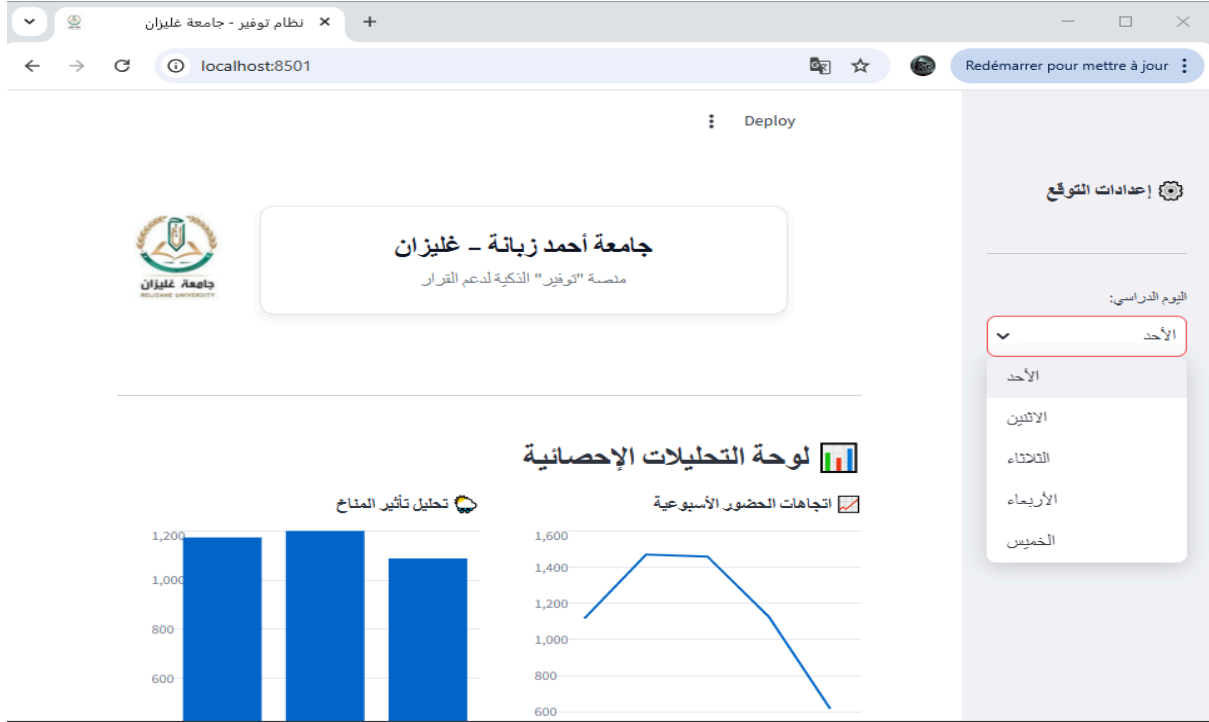 نظام توفير - جامعة غليزان
localhost:8501
Redémarrer pour mettre à jour
Deploy
إعدادات التوقع
جامعة أحمد زبانة – غليزان
منصة "توفير" الذكية لدعم القرار
جامعة غليزان
RELIZANE UNIVERSITY
اليوم الدراسي:
الأحد
الأحد
الاثنين
الثلاثاء
الأربعاء
الخميس
لوحة التحليلات الإحصائية
اتجاهات الحضور الأسبوعية
1,600
1,400
1,200
1,000
800
600
تحليل تأثير المناخ
1,200
1,000
800
600